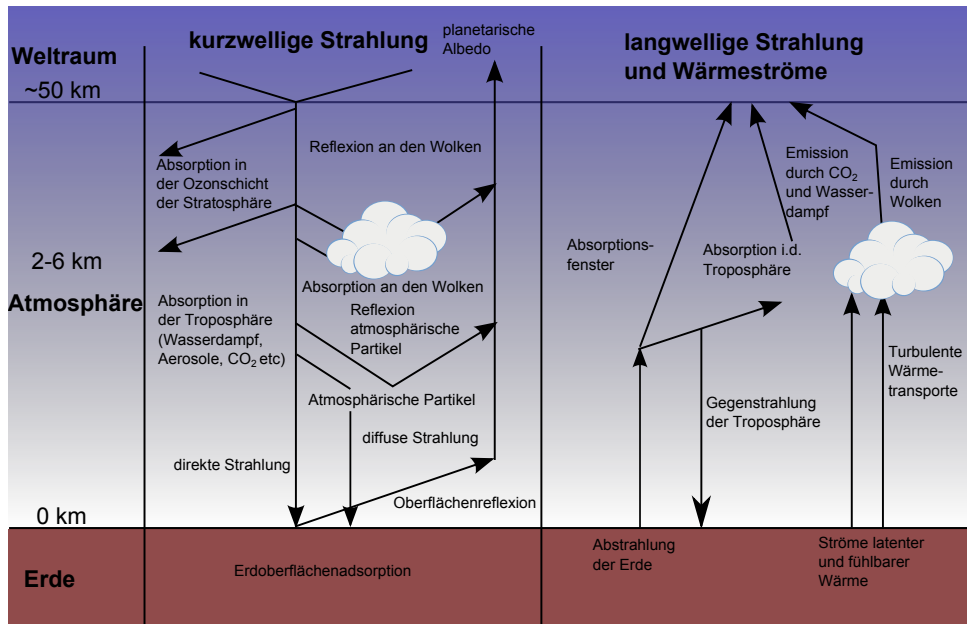 Weltraum
~50 km
2-6 km
Atmosphäre
0 km
Erde
kurzwellige Strahlung
planetarische
Albedo
Reflexion an den Wolken
Absorption in
der Ozonschicht
der Stratosphäre
Absorption an den Wolken
Absorption in
der Troposphäre
(Wasserdampf,
Aerosole, CO₂ etc)
Reflexion
atmosphärische
Partikel
Atmosphärische Partikel
direkte Strahlung
diffuse Strahlung
Oberflächenreflexion
Erdoberflächenadsorption
langwellige Strahlung
und Wärmeströme
Absorptions-
fenster
Emission
durch CO₂
und Wasser-
dampf
Emission
durch
Wolken
Absorption i.d.
Troposphäre
Gegenstrahlung
der Troposphäre
Turbulente
Wärme-
transporte
Abstrahlung
der Erde
Ströme latenter
und fühlbarer
Wärme